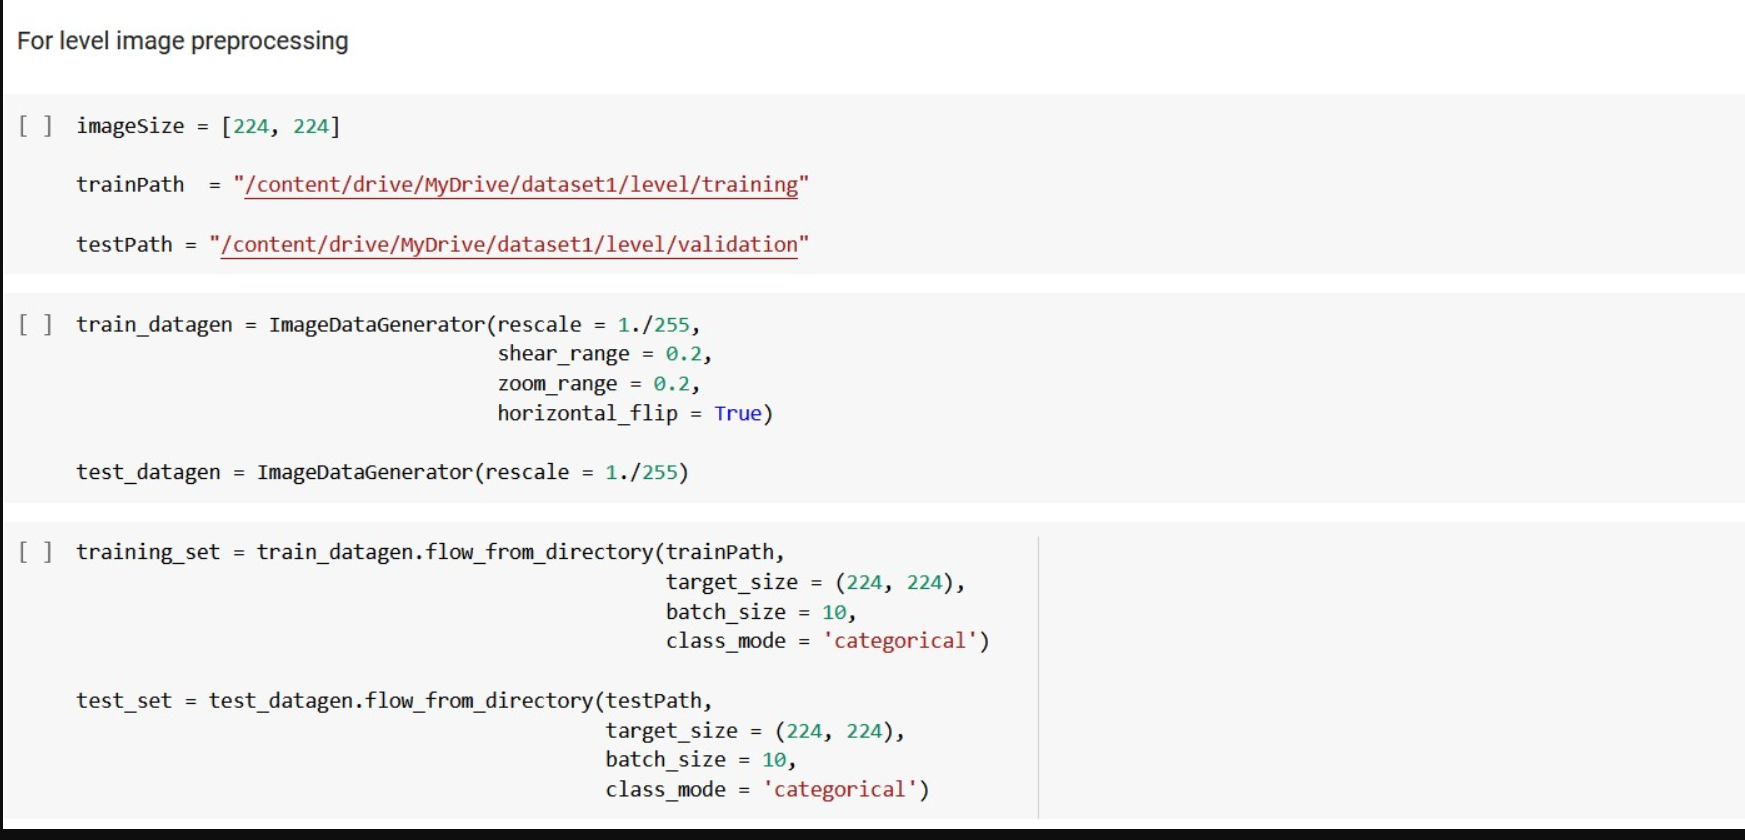 For level image preprocessing
[ ] imageSize = [224, 224]
trainPath  = "/content/drive/MyDrive/dataset1/level/training"
testPath = "/content/drive/MyDrive/dataset1/level/validation"
[ ] train_datagen = ImageDataGenerator(rescale = 1./255,
shear_range = 0.2,
zoom_range = 0.2,
horizontal_flip = True)
test_datagen = ImageDataGenerator(rescale = 1./255)
[ ] training_set = train_datagen.flow_from_directory(trainPath,
target_size = (224, 224),
batch_size = 10,
class_mode = 'categorical')
test_set = test_datagen.flow_from_directory(testPath,
target_size = (224, 224),
batch_size = 10,
class_mode = 'categorical')